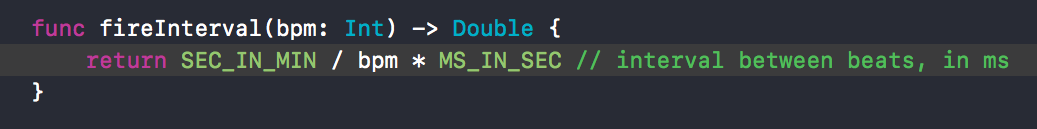 func fireInterval(bpm: Int) -> Double {
return SEC_IN_MIN / bpm * MS_IN_SEC // interval between beats, in ms
}